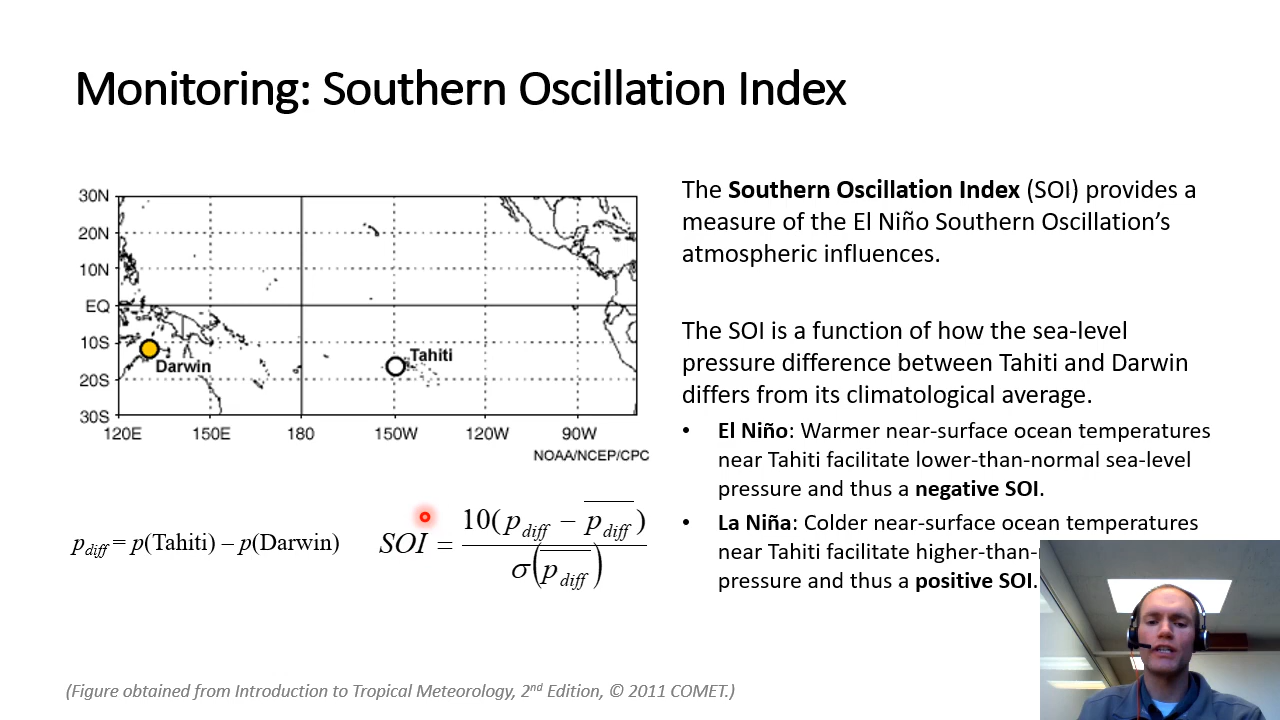 Monitoring: Southern Oscillation Index
30N
20N
10N
EQ
10S
20S
30S
120E 150E 180 150W 120W 90W
Darwin
Tahiti
NOAA/NCEP/CPC
The Southern Oscillation Index (SOI) provides a
measure of the El Niño Southern Oscillation’s
atmospheric influences.
The SOI is a function of how the sea-level
pressure difference between Tahiti and Darwin
differs from its climatological average.
• El Niño: Warmer near-surface ocean temperatures
near Tahiti facilitate lower-than-normal sea-level
pressure and thus a negative SOI.
• La Niña: Colder near-surface ocean temperatures
near Tahiti facilitate higher-than-
pressure and thus a positive SOI.
p_diff = p(Tahiti) – p(Darwin)
SOI = 10( p_diff − p̅_diff ) / σ( p̅_diff )
(Figure obtained from Introduction to Tropical Meteorology, 2nd Edition, © 2011 COMET.)